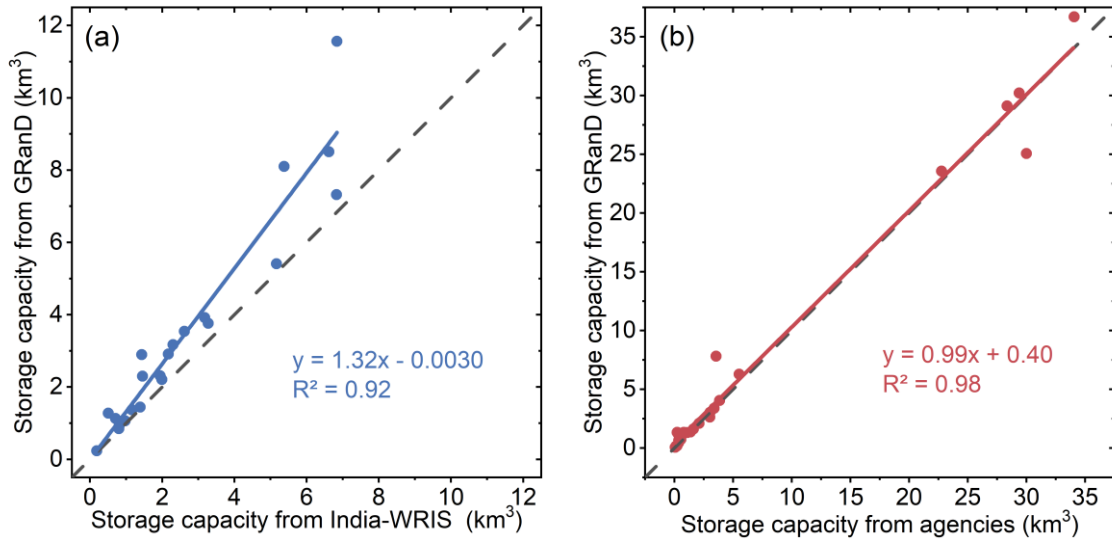 (a)
Storage capacity from GRanD (km³)
12
10
8
6
4
2
0
y = 1.32x - 0.0030
R² = 0.92
0 2 4 6 8 10 12
Storage capacity from India-WRIS (km³)
(b)
Storage capacity from GRanD (km³)
35
30
25
20
15
10
5
0
y = 0.99x + 0.40
R² = 0.98
0 5 10 15 20 25 30 35
Storage capacity from agencies (km³)